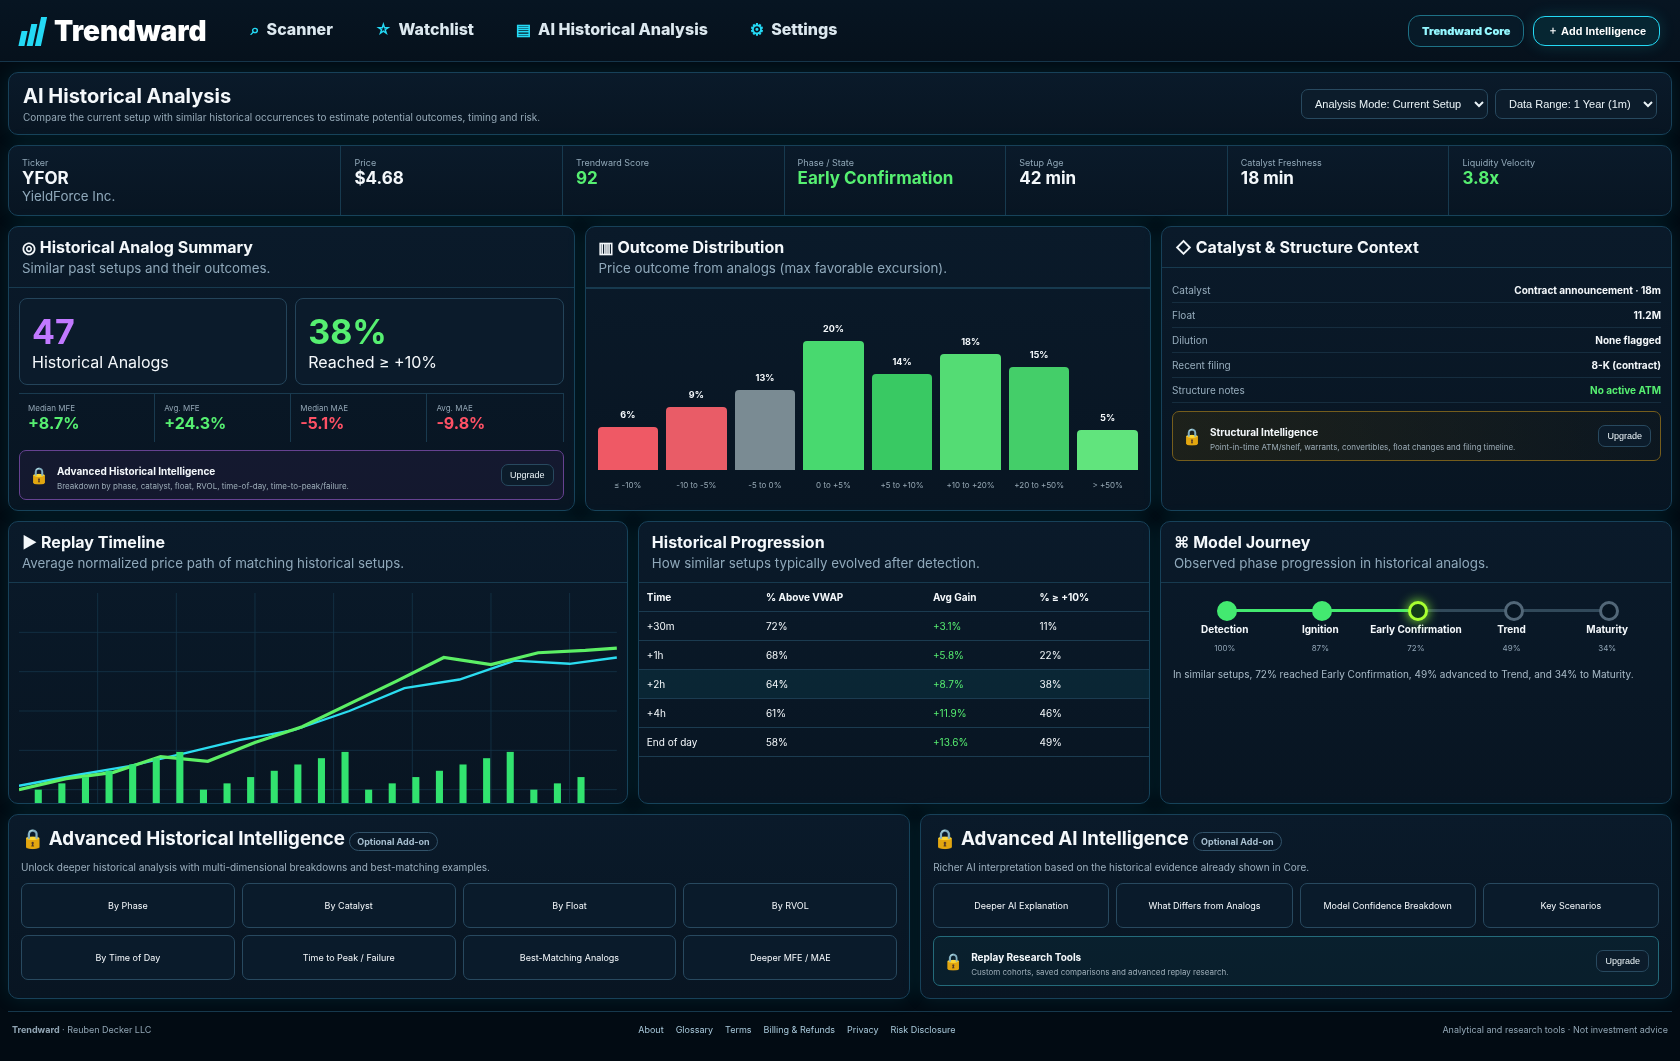 Trendward
Scanner
Watchlist
AI Historical Analysis
Settings
Trendward Core
+ Add Intelligence
AI Historical Analysis
Compare the current setup with similar historical occurrences to estimate potential outcomes, timing and risk.
Analysis Mode: Current Setup
Data Range: 1 Year (1m)
Ticker
YFOR
YieldForce Inc.
Price
$4.68
Trendward Score
92
Phase / State
Early Confirmation
Setup Age
42 min
Catalyst Freshness
18 min
Liquidity Velocity
3.8x
Historical Analog Summary
Similar past setups and their outcomes.
47
Historical Analogs
38%
Reached ≥ +10%
Median MFE
+8.7%
Avg. MFE
+24.3%
Median MAE
-5.1%
Avg. MAE
-9.8%
Advanced Historical Intelligence
Breakdown by phase, catalyst, float, RVOL, time-of-day, time-to-peak/failure.
Upgrade
Outcome Distribution
Price outcome from analogs (max favorable excursion).
6%
9%
13%
20%
14%
18%
15%
5%
≤ -10%
-10 to -5%
-5 to 0%
0 to +5%
+5 to +10%
+10 to +20%
+20 to +50%
> +50%
Catalyst & Structure Context
Catalyst Contract announcement · 18m
Float 11.2M
Dilution None flagged
Recent filing 8-K (contract)
Structure notes No active ATM
Structural Intelligence
Point-in-time ATM/shelf, warrants, convertibles, float changes and filing timeline.
Upgrade
Replay Timeline
Average normalized price path of matching historical setups.
Historical Progression
How similar setups typically evolved after detection.
Time % Above VWAP Avg Gain % ≥ +10%
+30m 72% +3.1% 11%
+1h 68% +5.8% 22%
+2h 64% +8.7% 38%
+4h 61% +11.9% 46%
End of day 58% +13.6% 49%
⌘ Model Journey
Observed phase progression in historical analogs.
Detection
Ignition
Early Confirmation
Trend
Maturity
100%
87%
72%
49%
34%
In similar setups, 72% reached Early Confirmation, 49% advanced to Trend, and 34% to Maturity.
Advanced Historical Intelligence
Optional Add-on
Unlock deeper historical analysis with multi-dimensional breakdowns and best-matching examples.
By Phase
By Catalyst
By Float
By RVOL
By Time of Day
Time to Peak / Failure
Best-Matching Analogs
Deeper MFE / MAE
Advanced AI Intelligence
Optional Add-on
Richer AI interpretation based on the historical evidence already shown in Core.
Deeper AI Explanation
What Differs from Analogs
Model Confidence Breakdown
Key Scenarios
Replay Research Tools
Custom cohorts, saved comparisons and advanced replay research.
Upgrade
Trendward · Reuben Decker LLC
About
Glossary
Terms
Billing & Refunds
Privacy
Risk Disclosure
Analytical and research tools · Not investment advice